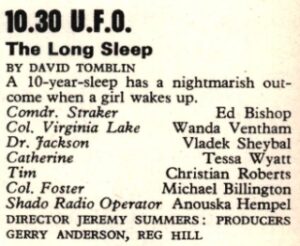 10.30 U.F.O.
The Long Sleep
BY DAVID TOMBLIN
A 10-year-sleep has a nightmarish out-
come when a girl wakes up.
Comdr. Straker Ed Bishop
Col. Virginia Lake Wanda Ventham
Dr. Jackson Vladek Sheybal
Catherine Tessa Wyatt
Tim Christian Roberts
Col. Foster Michael Billington
Shado Radio Operator Anouska Hempel
DIRECTOR JEREMY SUMMERS: PRODUCERS
GERRY ANDERSON, REG HILL